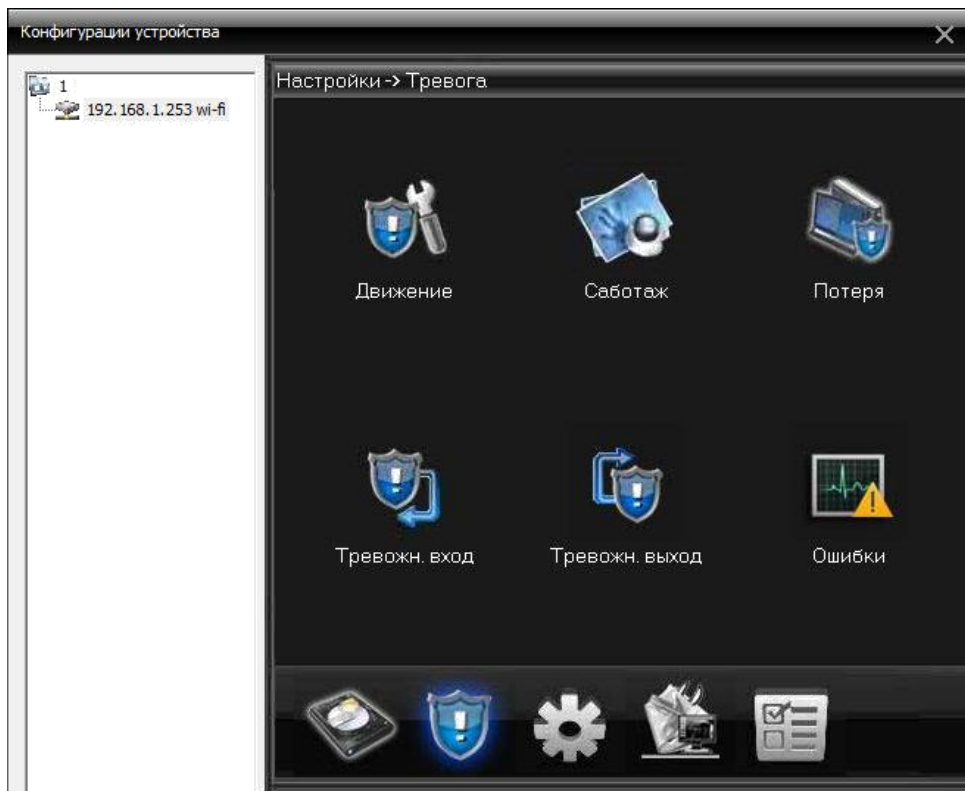 Конфигурации устройства
1
192.168.1.253 wi-fi
Настройки -> Тревога
Движение
Саботаж
Потеря
Тревожн. вход
Тревожн. выход
Ошибки